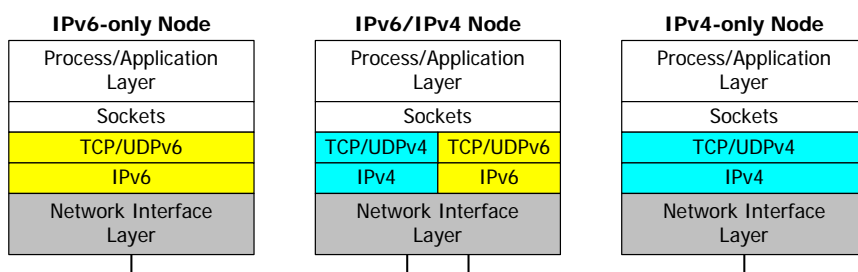 IPv6-only Node
Process/Application
Layer
Sockets
TCP/UDPv6
IPv6
Network Interface
Layer
IPv6/IPv4 Node
Process/Application
Layer
Sockets
TCP/UDPv4 TCP/UDPv6
IPv4 IPv6
Network Interface
Layer
IPv4-only Node
Process/Application
Layer
Sockets
TCP/UDPv4
IPv4
Network Interface
Layer